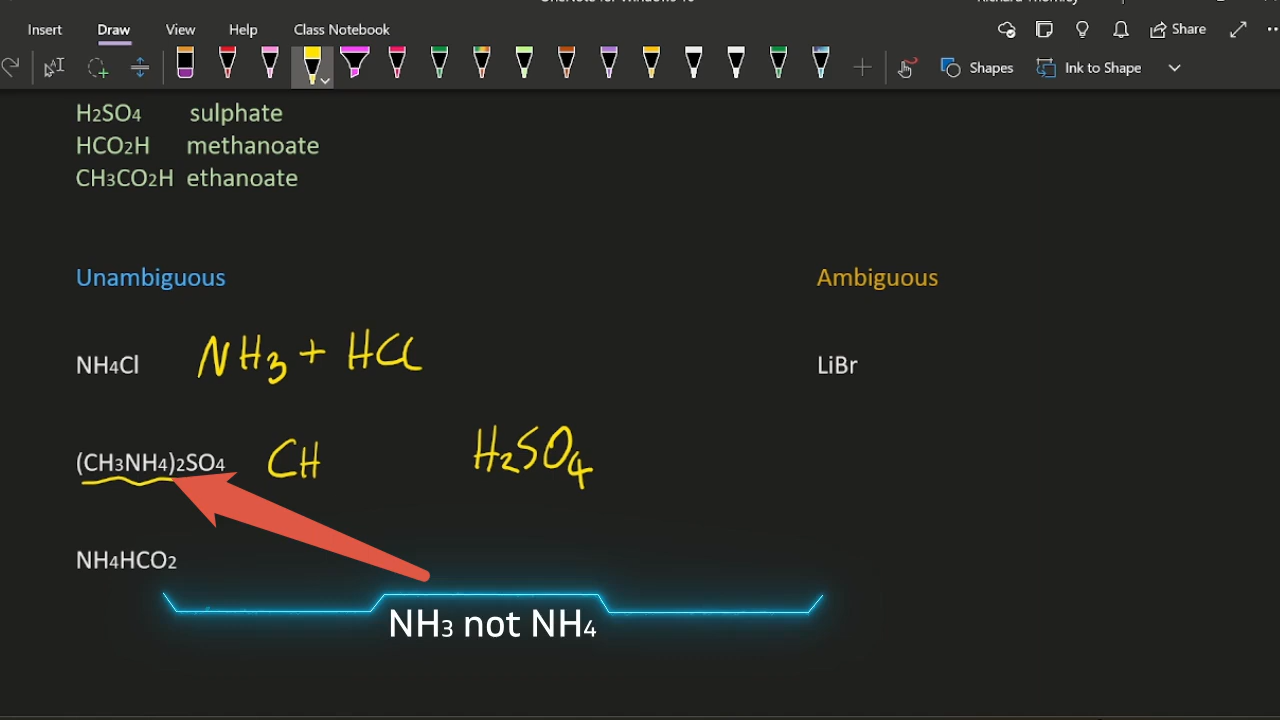 Insert Draw View Help Class Notebook Share
Shapes Ink to Shape
H2SO4 sulphate
HCO2H methanoate
CH3CO2H ethanoate
Unambiguous Ambiguous
NH4Cl NH3 + HCl LiBr
(CH3NH4)2SO4 CH H2SO4
NH4HCO2
NH3 not NH4